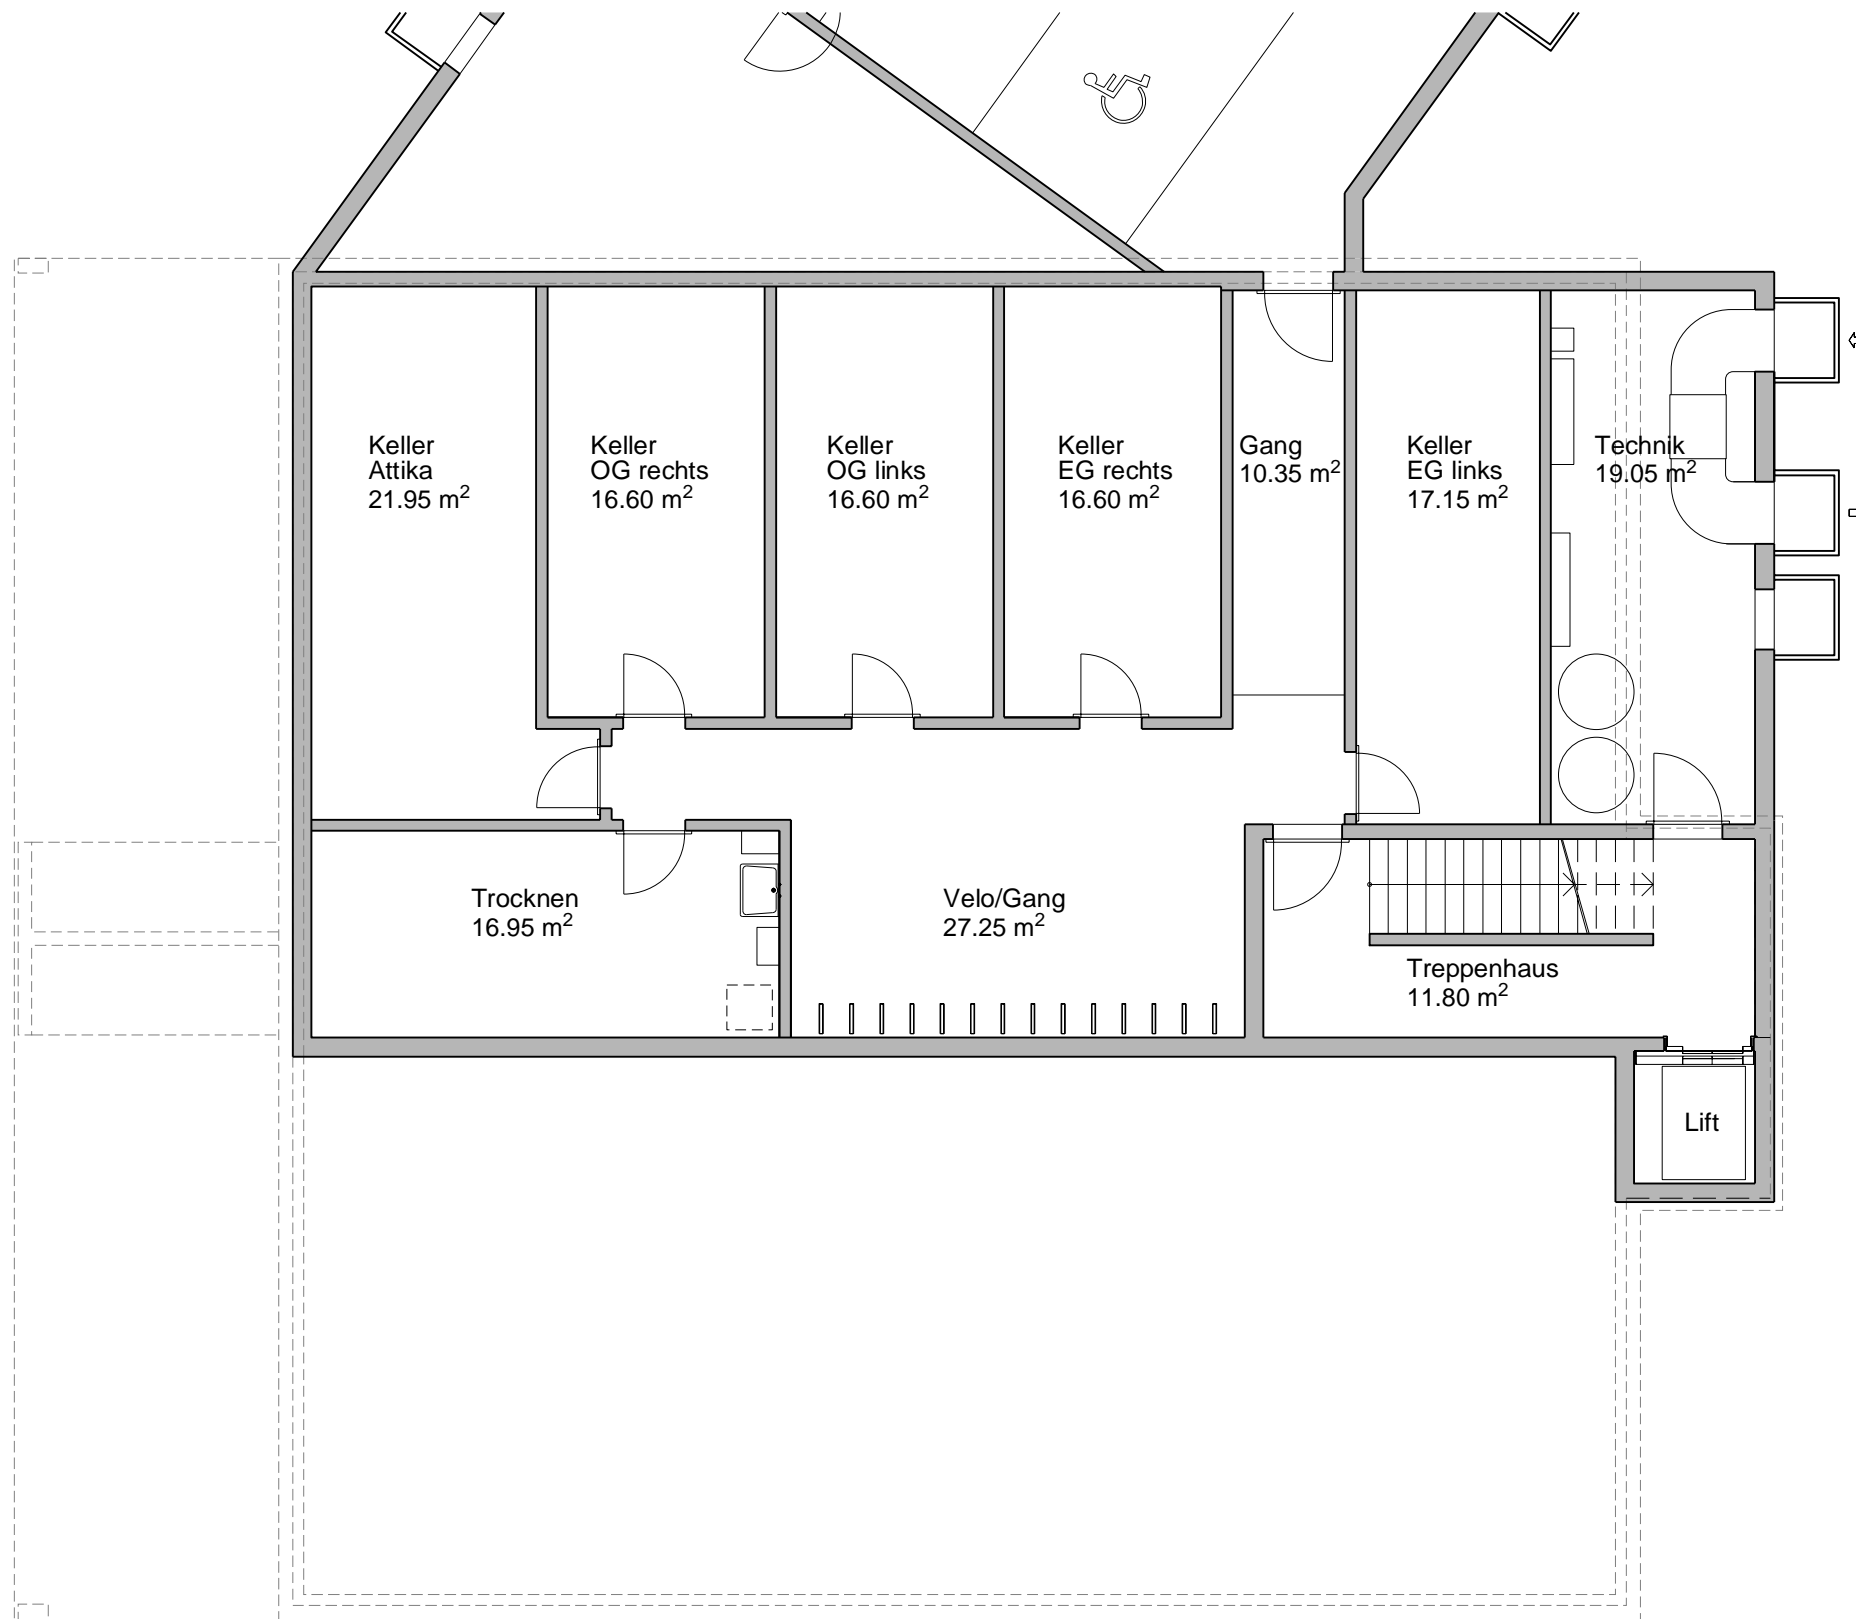 Keller
Attika
21.95 m²
Keller
OG rechts
16.60 m²
Keller
OG links
16.60 m²
Keller
EG rechts
16.60 m²
Gang
10.35 m²
Keller
EG links
17.15 m²
Technik
19.05 m²
Trocknen
16.95 m²
Velo/Gang
27.25 m²
Treppenhaus
11.80 m²
Lift